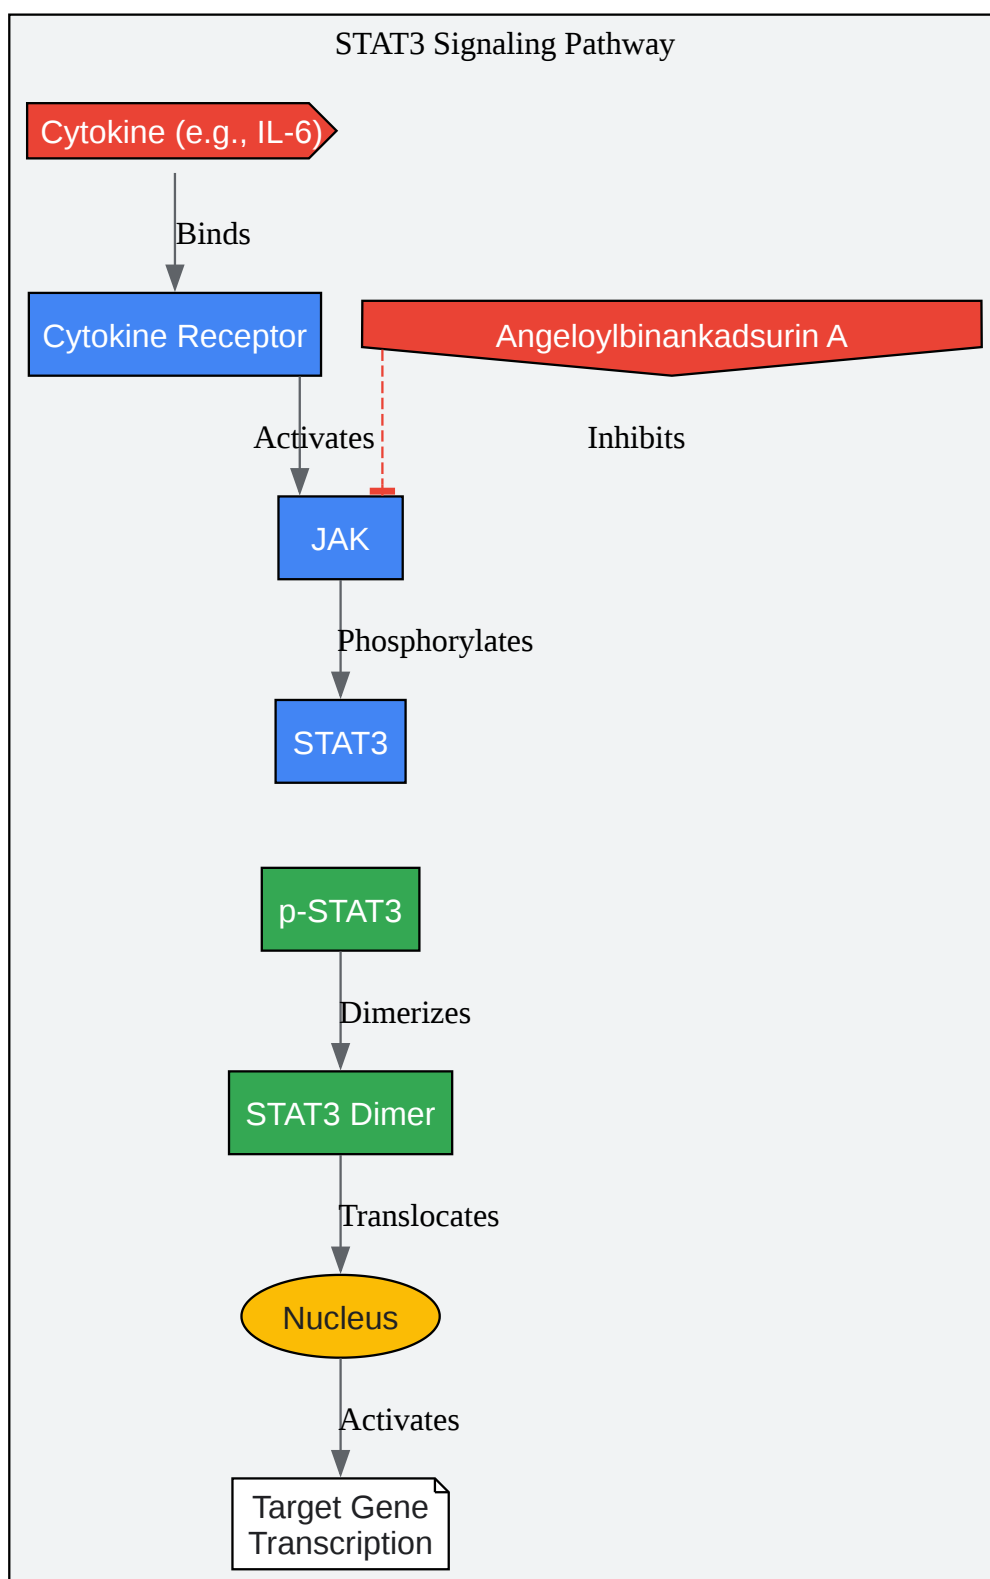 STAT3 Signaling Pathway
Cytokine (e.g., IL-6)
Binds
Cytokine Receptor
Angeloylbinankadsurin A
Activates
Inhibits
JAK
Phosphorylates
STAT3
p-STAT3
Dimerizes
STAT3 Dimer
Translocates
Nucleus
Activates
Target Gene
Transcription